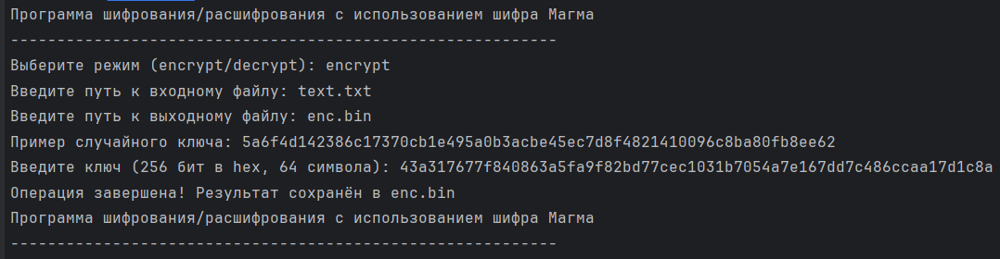 Программа шифрования/расшифрования с использованием шифра Магма
-----------------------------------------------------------
Выберите режим (encrypt/decrypt): encrypt
Введите путь к входному файлу: text.txt
Введите путь к выходному файлу: enc.bin
Пример случайного ключа: 5a6f4d142386c17370cb1e495a0b3acbe45ec7d8f4821410096c8ba80fb8ee62
Введите ключ (256 бит в hex, 64 символа): 43a317677f840863a5fa9f82bd77cec1031b7054a7e167dd7c486ccaa17d1c8a
Операция завершена! Результат сохранён в enc.bin
Программа шифрования/расшифрования с использованием шифра Магма
-----------------------------------------------------------